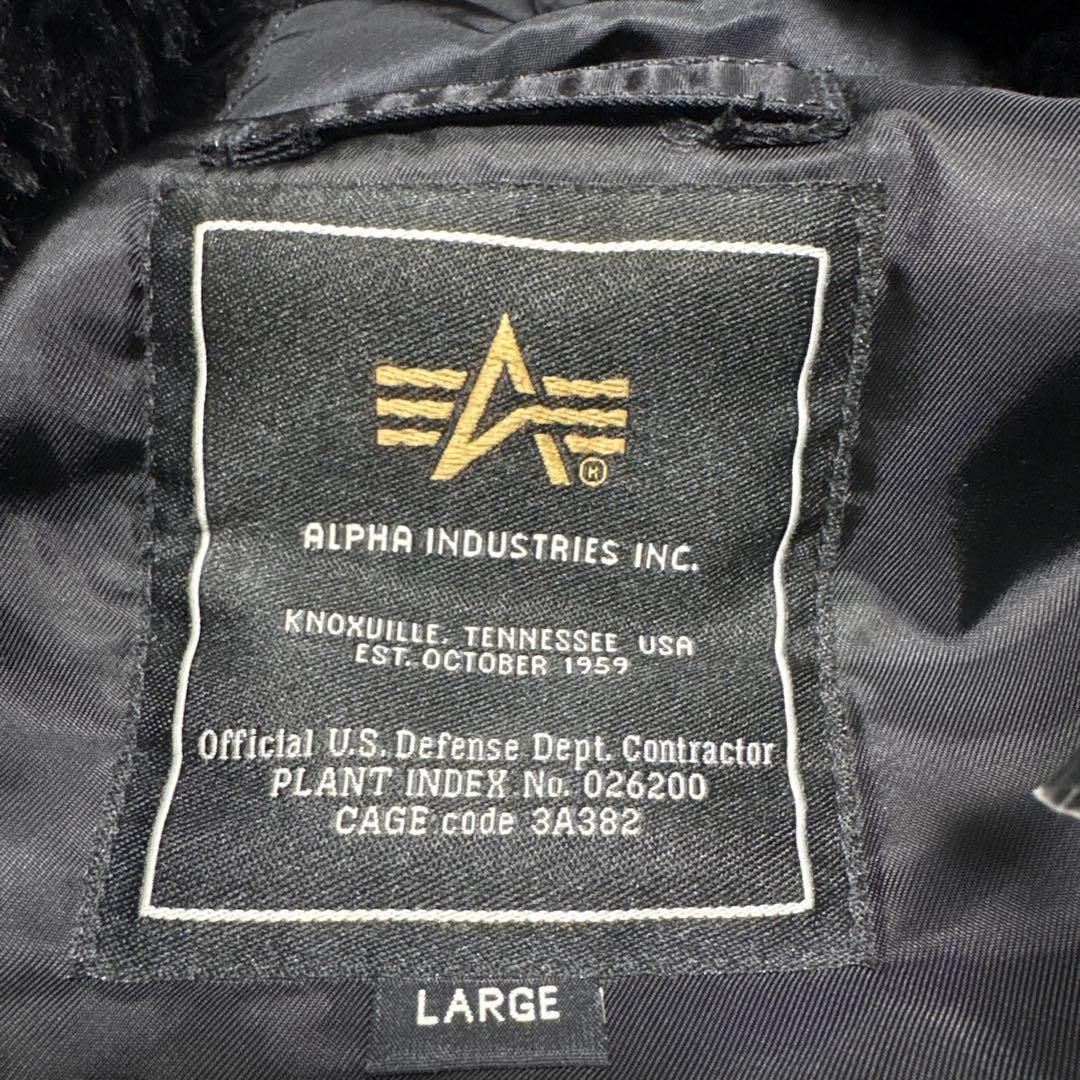 ®
ALPHA INDUSTRIES INC.
KNOXVILLE, TENNESSEE USA
EST. OCTOBER 1959
Official U.S. Defense Dept. Contractor
PLANT INDEX No. 026200
CAGE code 3A382
LARGE